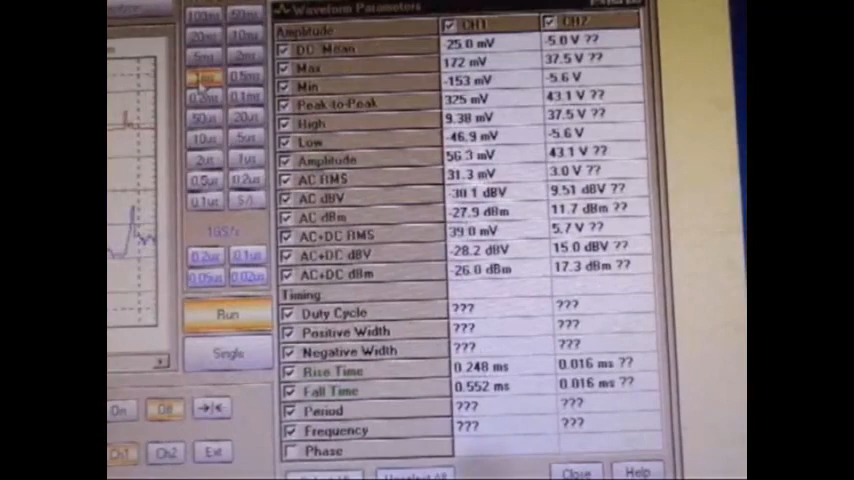 Waveform Parameters
Amplitude CH1 CH2
DC Mean -25.0 mV -5.0 V ??
Max 172 mV 37.5 V ??
Min -153 mV -5.6 V
Peak-to-Peak 325 mV 43.1 V ??
High 9.38 mV 37.5 V ??
Low -46.9 mV -5.6 V
Amplitude 56.3 mV 43.1 V ??
AC RMS 31.3 mV 3.0 V ??
AC dBV -30.1 dBV 9.51 dBV ??
AC dBm -27.9 dBm 11.7 dBm ??
AC+DC RMS 39.0 mV 5.7 V ??
AC+DC dBV -28.2 dBV 15.0 dBV ??
AC+DC dBm -26.0 dBm 17.3 dBm ??
Timing
Duty Cycle ??? ???
Positive Width ??? ???
Negative Width ??? ???
Rise Time 0.248 ms 0.016 ms ??
Fall Time 0.552 ms 0.016 ms ??
Period ??? ???
Frequency ??? ???
Phase
Close Help
100ms 50ms
20ms 10ms
5ms 2ms
0.5ms
0.2ms 0.1ms
50us 20us
10us 5us
2us 1us
0.5us 0.2us
0.1us
1GS/s
0.2us 0.1us
0.05us 0.02us
Run
Single
On Off
Ch1 Ch2 Ext